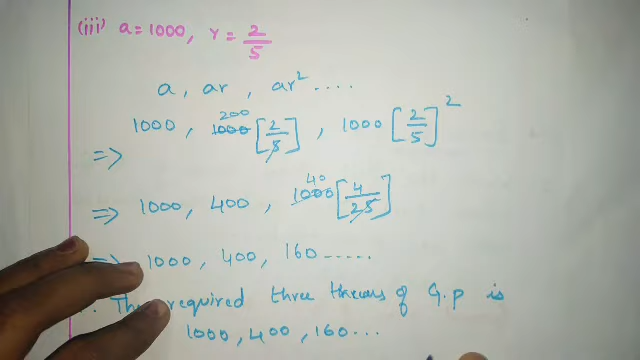 (iii) a = 1000, r = 2/5
a, ar, ar² ....
200
⇒ 1000, 1000 [2/5], 1000 [2/5]²
40
⇒ 1000, 400, 1000 [4/25]
⇒ 1000, 400, 160 .....
required three of G.P is
1000, 400, 160 ...